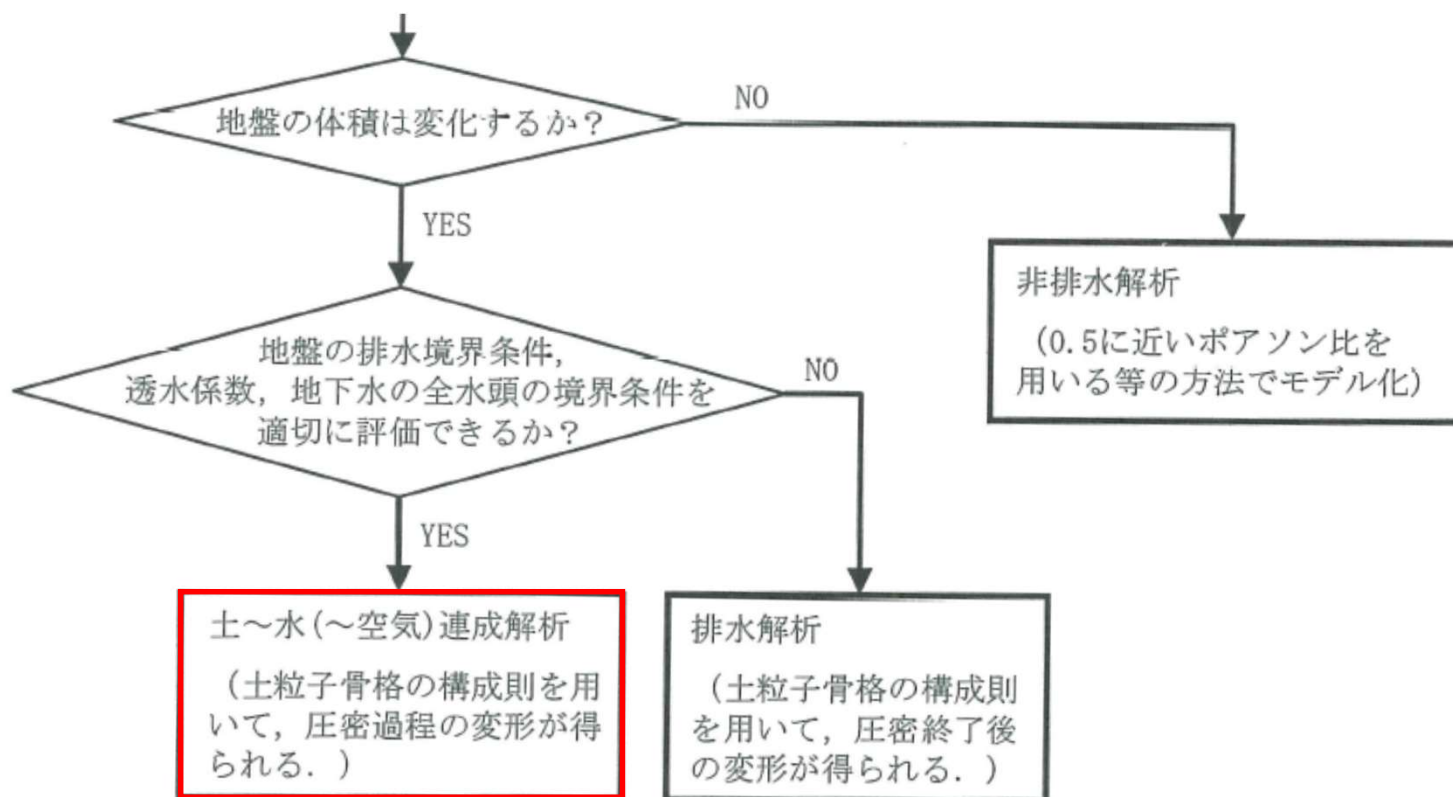 地盤の体積は変化するか？
NO
YES
非排水解析
（0.5に近いポアソン比を
用いる等の方法でモデル化）
地盤の排水境界条件，
透水係数，地下水の全水頭の境界条件を
適切に評価できるか？
NO
YES
土～水(～空気)連成解析
（土粒子骨格の構成則を用
いて，圧密過程の変形が得
られる．）
排水解析
（土粒子骨格の構成則
を用いて，圧密終了後
の変形が得られる．）